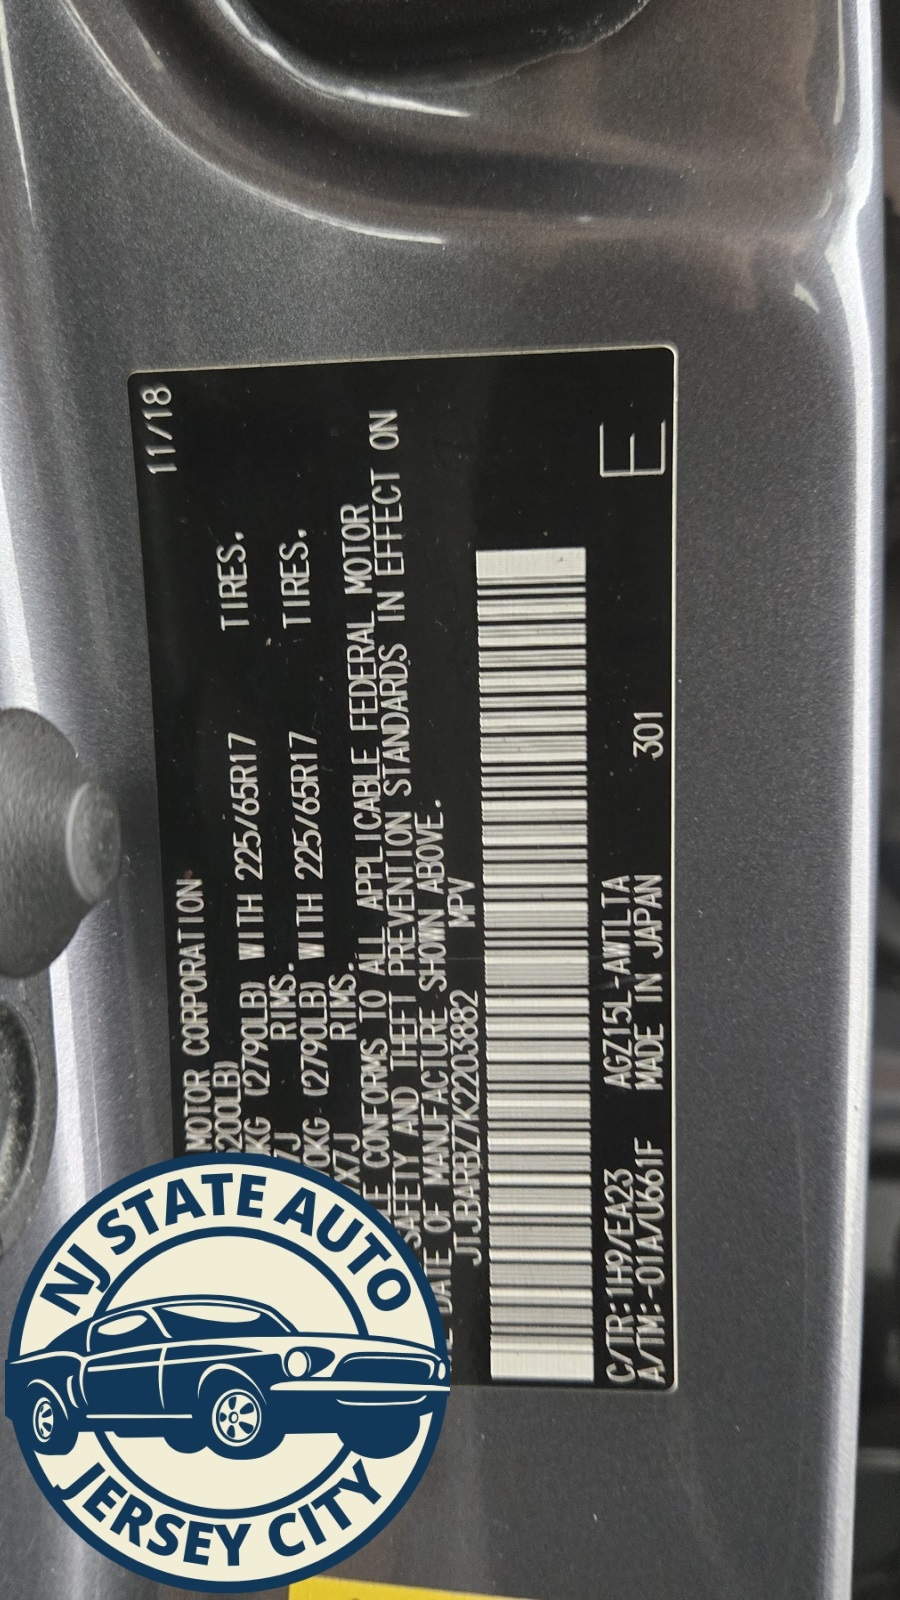 11/18
MOTOR CORPORATION
200LB)
KG (2790LB) WITH 225/65R17 TIRES.
X7J RIMS.
0KG (2790LB) WITH 225/65R17 TIRES.
X7J RIMS.
CONFORMS TO ALL APPLICABLE FEDERAL MOTOR
SAFETY AND THEFT PREVENTION STANDARDS IN EFFECT ON
DATE OF MANUFACTURE SHOWN ABOVE.
JTJBARBZ7K2203882 MPV
C/TR:1H9/EA23 AGZ15L-AWTLTA
A/TM:-01A/U661F MADE IN JAPAN 301
E
NJ STATE AUTO
JERSEY CITY